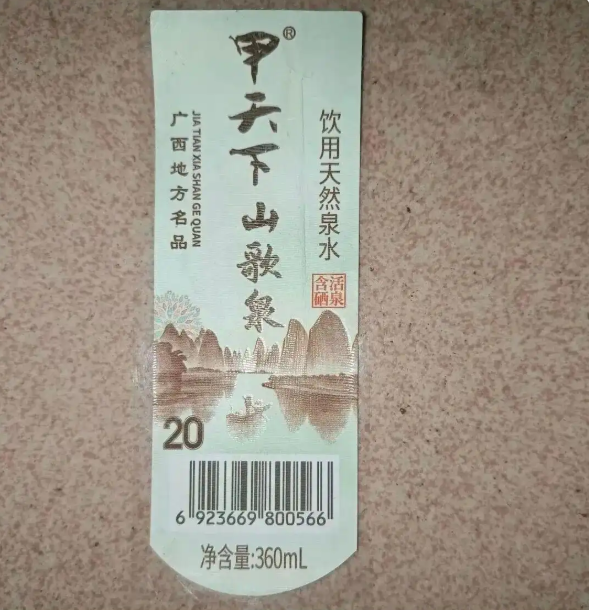 甲天下®
山歌泉
JIA TIAN XIA SHAN GE QUAN
广西地方名品
饮用天然泉水
活泉
含硒
20
6 923669 800566
净含量:360mL